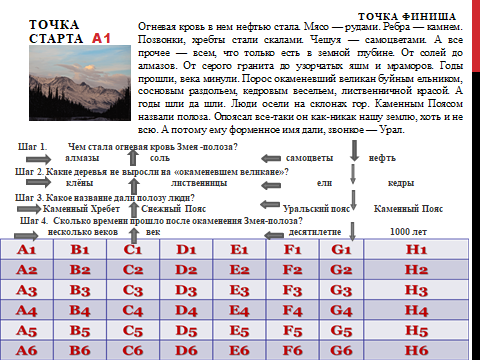 ТОЧКА СТАРТА А1
ТОЧКА ФИНИША
Огневая кровь в нем нефтью стала. Мясо — рудами. Ребра — камнем.
Позвонки, хребты стали скалами. Чешуя — самоцветами. А все
прочее — всем, что только есть в земной глубине. От солей до
алмазов. От серого гранита до узорчатых яшм и мраморов. Годы
прошли, века минули. Порос окаменевший великан буйным ельником,
сосновым раздольем, кедровым весельем, лиственничной красой. А
годы шли да шли. Люди осели на склонах гор. Каменным Поясом
назвали полоза. Опоясал все-таки он как-никак нашу землю, хоть и не
всю. А потому ему форменное имя дали, звонкое — Урал.
Шаг 1. Чем стала огневая кровь Змея -полоза?
алмазы соль самоцветы нефть
Шаг 2. Какие деревья не выросли на «окаменевшем великане»?
клёны лиственницы ели кедры
Шаг 3. Какое название дали полозу люди?
Каменный Хребет Снежный Пояс Уральский пояс Каменный Пояс
Шаг 4. Сколько времени прошло после окаменения Змея-полоза?
несколько веков век десятилетие 1000 лет
A1 B1 C1 D1 E1 F1 G1 H1
A2 B2 C2 D2 E2 F2 G2 H2
A3 B3 C3 D3 E3 F3 G3 H3
A4 B4 C4 D4 E4 F4 G4 H4
A5 B5 C5 D5 E5 F5 G5 H5
A6 B6 C6 D6 E6 F6 G6 H6